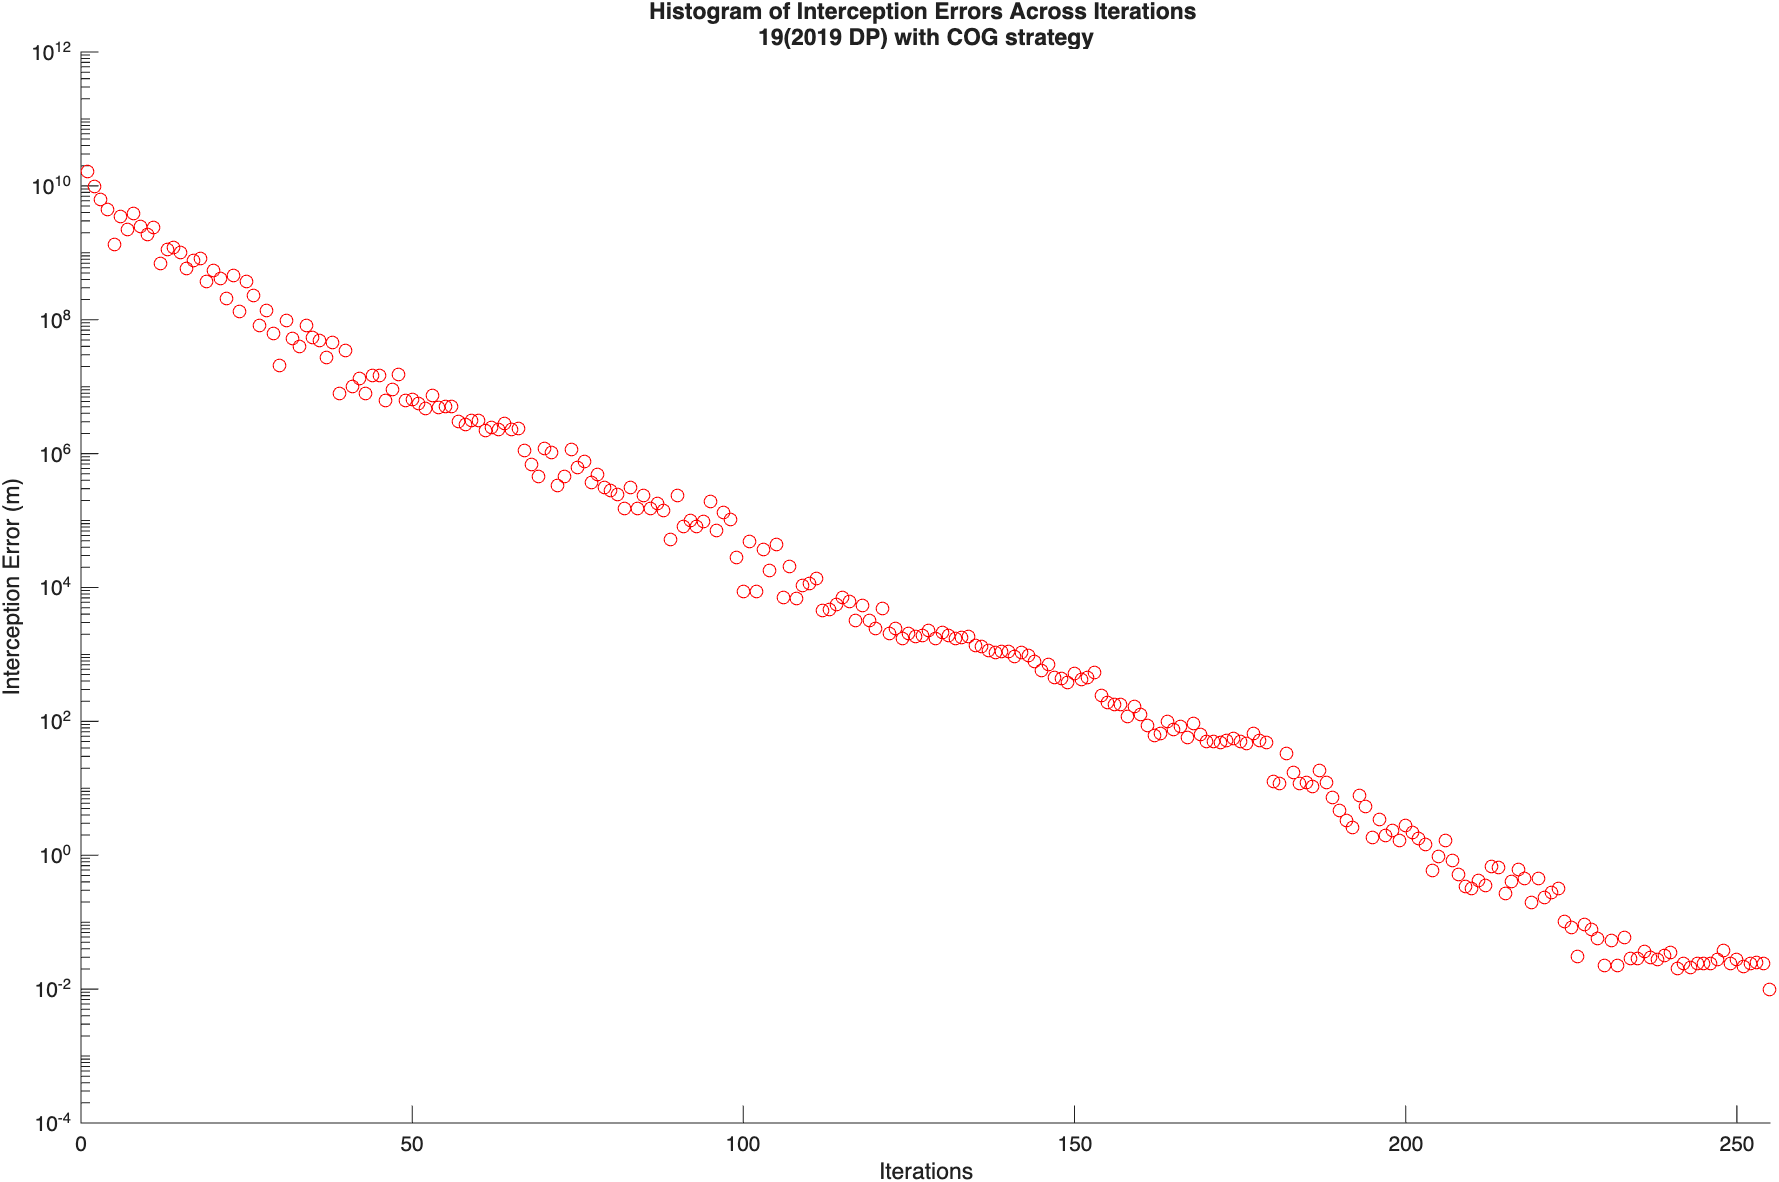 Histogram of Interception Errors Across Iterations
19(2019 DP) with COG strategy
10^12
10^10
10^8
10^6
10^4
10^2
10^0
10^-2
10^-4
Interception Error (m)
0 50 100 150 200 250
Iterations